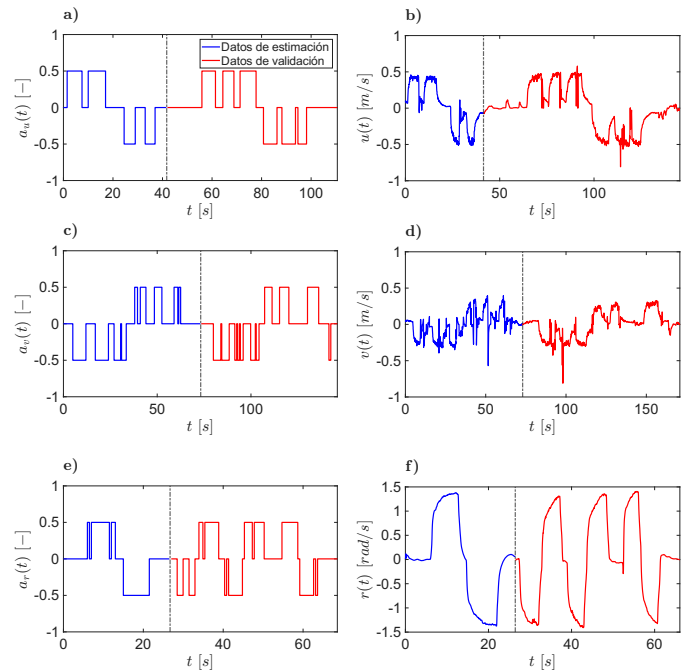 a)
Datos de estimación
Datos de validación
1
0.5
0
-0.5
-1
0 20 40 60 80 100
a_u(t) [−]
t [s]
b)
1
0.5
0
-0.5
-1
0 50 100
u(t) [m/s]
t [s]
c)
1
0.5
0
-0.5
-1
0 50 100
a_v(t) [−]
t [s]
d)
1
0.5
0
-0.5
-1
0 50 100 150
v(t) [m/s]
t [s]
e)
1
0.5
0
-0.5
-1
0 20 40 60
a_r(t) [−]
t [s]
f)
1.5
1
0.5
0
-0.5
-1
-1.5
0 20 40 60
r(t) [rad/s]
t [s]